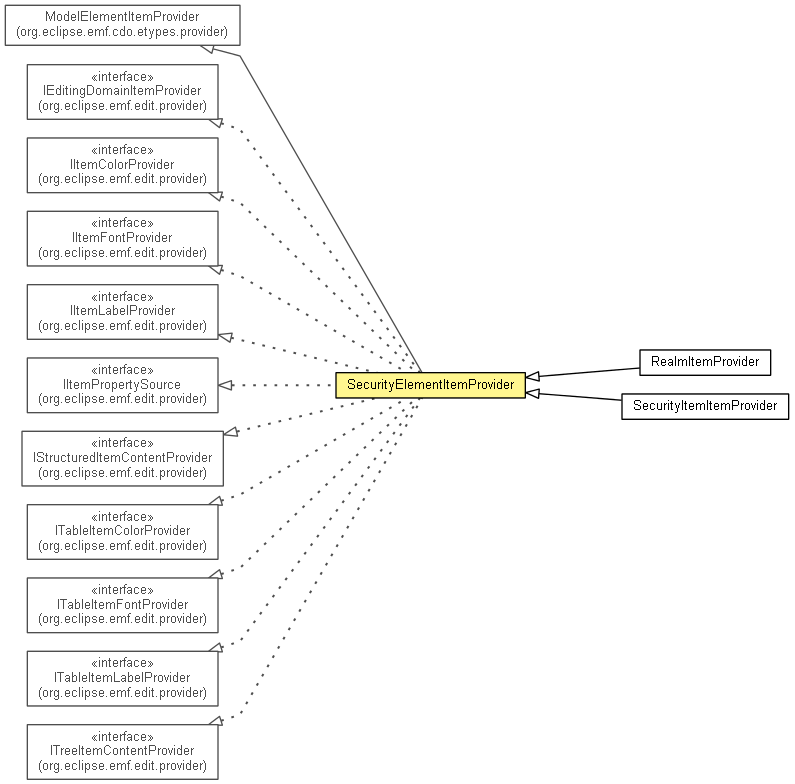 ModelElementItemProvider
(org.eclipse.emf.cdo.etypes.provider)
«interface»
IEditingDomainItemProvider
(org.eclipse.emf.edit.provider)
«interface»
IItemColorProvider
(org.eclipse.emf.edit.provider)
«interface»
IItemFontProvider
(org.eclipse.emf.edit.provider)
«interface»
IItemLabelProvider
(org.eclipse.emf.edit.provider)
«interface»
IItemPropertySource
(org.eclipse.emf.edit.provider)
«interface»
IStructuredItemContentProvider
(org.eclipse.emf.edit.provider)
«interface»
ITableItemColorProvider
(org.eclipse.emf.edit.provider)
«interface»
ITableItemFontProvider
(org.eclipse.emf.edit.provider)
«interface»
ITableItemLabelProvider
(org.eclipse.emf.edit.provider)
«interface»
ITreeItemContentProvider
(org.eclipse.emf.edit.provider)
SecurityElementItemProvider
RealmItemProvider
SecurityItemItemProvider